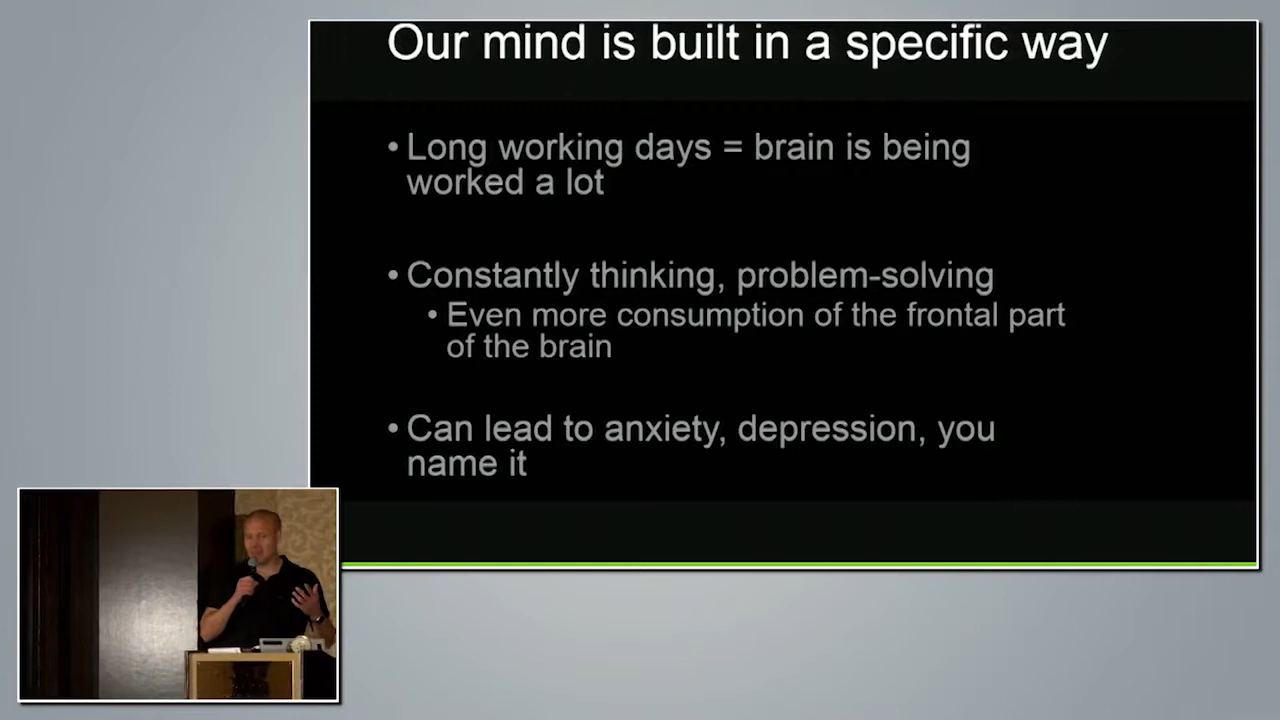 Our mind is built in a specific way
• Long working days = brain is being
worked a lot
• Constantly thinking, problem-solving
• Even more consumption of the frontal part
of the brain
• Can lead to anxiety, depression, you
name it